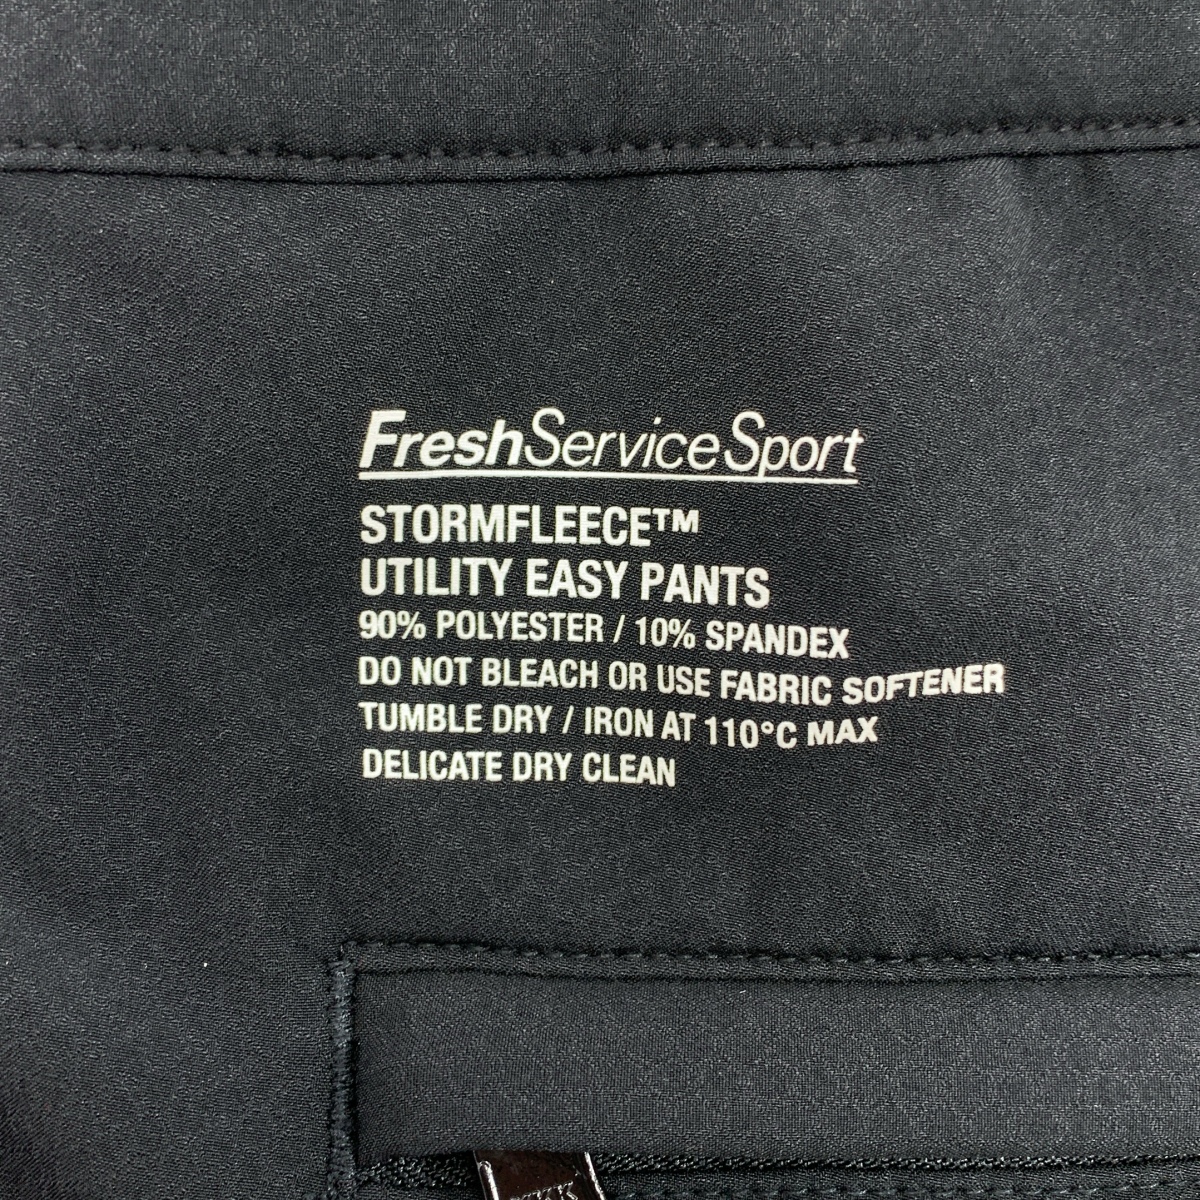 FreshServiceSport
STORMFLEECE™
UTILITY EASY PANTS
90% POLYESTER / 10% SPANDEX
DO NOT BLEACH OR USE FABRIC SOFTENER
TUMBLE DRY / IRON AT 110°C MAX
DELICATE DRY CLEAN
YKK